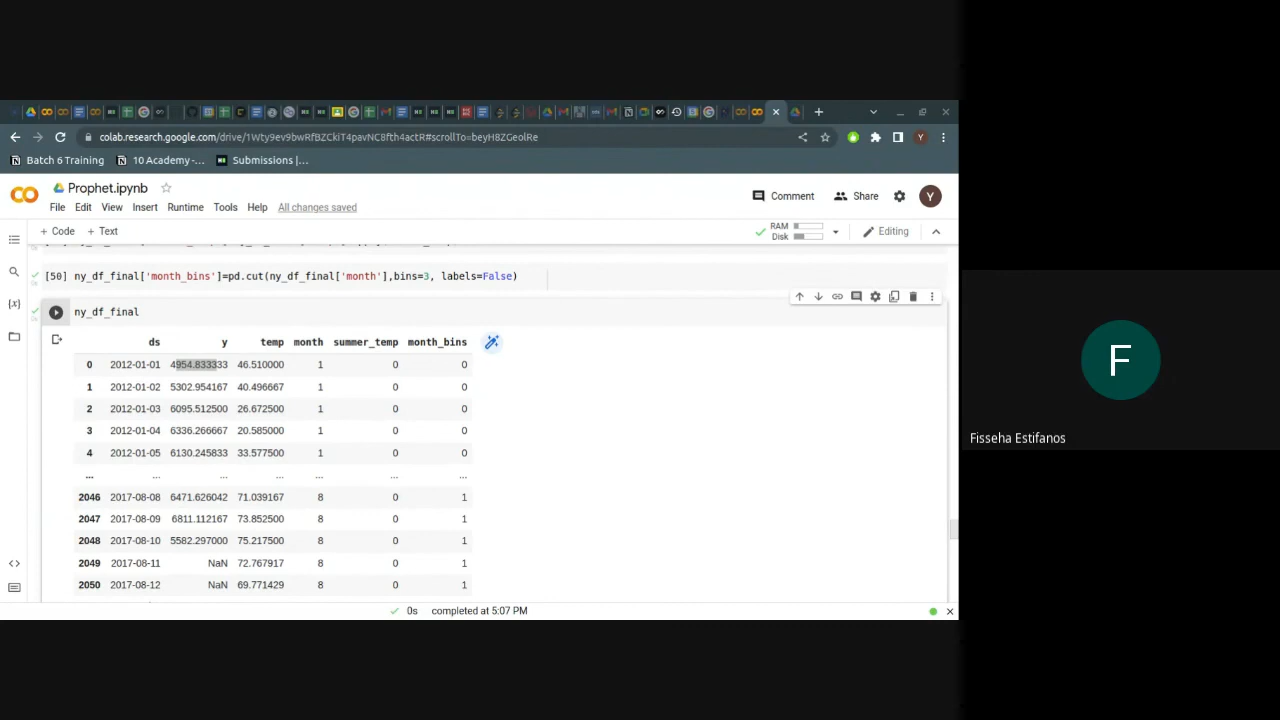 colab.research.google.com/drive/1Wty9ev9bwRfBZCkiT4pavNC8fth4actR#scrollTo=beyH8ZGeolRe
Batch 6 Training 10 Academy -... Submissions |...
Prophet.ipynb
Comment Share Y
File Edit View Insert Runtime Tools Help All changes saved
+ Code + Text RAM Disk Editing
[50] ny_df_final['month_bins']=pd.cut(ny_df_final['month'],bins=3, labels=False)
ny_df_final
ds y temp month summer_temp month_bins
0 2012-01-01 4954.833333 46.510000 1 0 0
1 2012-01-02 5302.954167 40.496667 1 0 0
2 2012-01-03 6095.512500 26.672500 1 0 0
3 2012-01-04 6336.266667 20.585000 1 0 0
4 2012-01-05 6130.245833 33.577500 1 0 0
... ... ... ... ... ... ...
2046 2017-08-08 6471.626042 71.039167 8 0 1
2047 2017-08-09 6811.112167 73.852500 8 0 1
2048 2017-08-10 5582.297000 75.217500 8 0 1
2049 2017-08-11 NaN 72.767917 8 0 1
2050 2017-08-12 NaN 69.771429 8 0 1
0s completed at 5:07 PM
F
Fisseha Estifanos